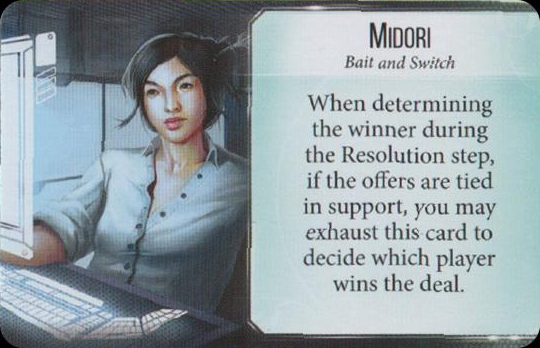 MIDORI
Bait and Switch
When determining
the winner during
the Resolution step,
if the offers are tied
in support, you may
exhaust this card to
decide which player
wins the deal.